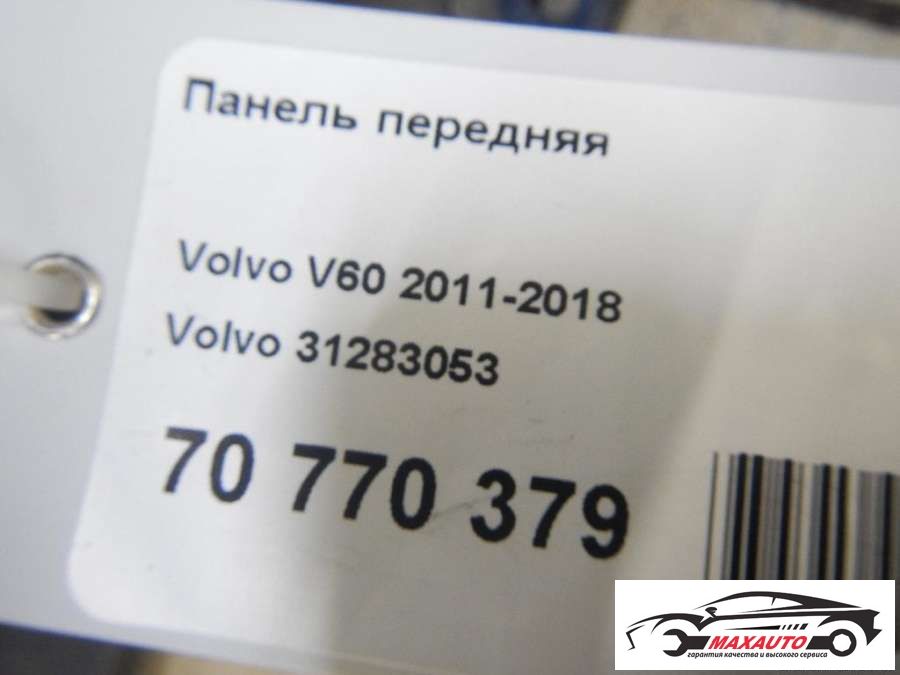 Панель передняя
Volvo V60 2011-2018
Volvo 31283053
70 770 379
MAXAUTO
гарантия качества и высокого сервиса